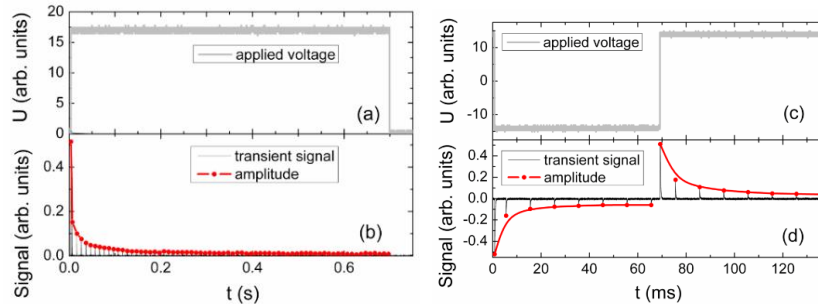 U (arb. units)
20
15
10
5
0
applied voltage
(a)
Signal (arb. units)
0.4
0.2
0.0
transient signal
amplitude
(b)
0.0
0.2
0.4
0.6
t (s)
U (arb. units)
15
10
0
-10
applied voltage
(c)
Signal (arb. units)
0.4
0.2
0.0
-0.4
transient signal
amplitude
(d)
0
20
40
60
80
100
120
t (ms)